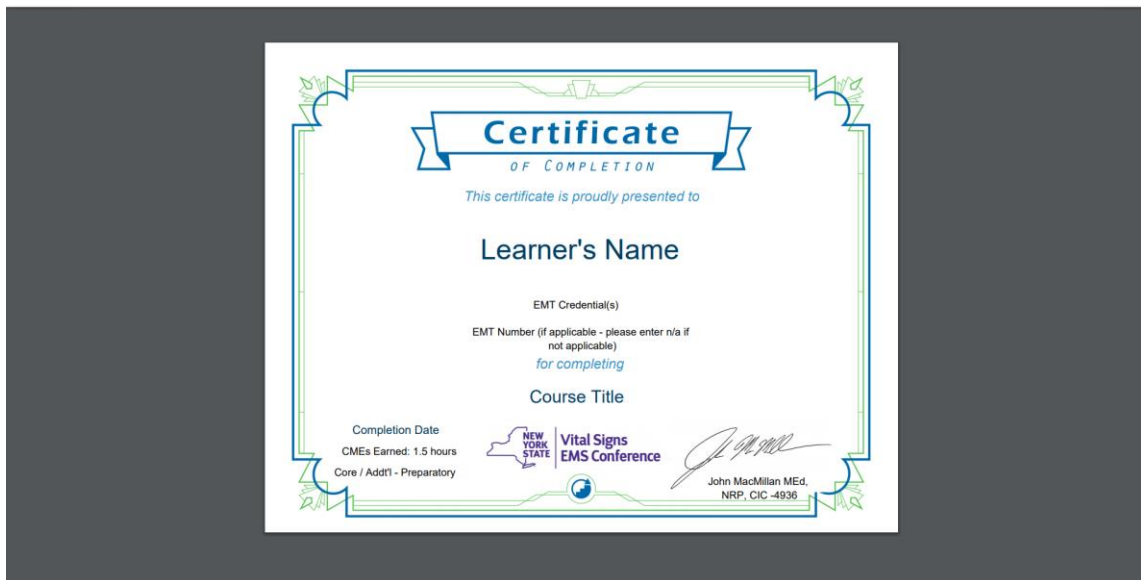 Certificate
OF COMPLETION
This certificate is proudly presented to
Learner's Name
EMT Credential(s)
EMT Number (if applicable - please enter n/a if
not applicable)
for completing
Course Title
Completion Date
CMEs Earned: 1.5 hours
Core / Addt'l - Preparatory
NEW
YORK
STATE
Vital Signs
EMS Conference
John MacMillan MEd,
NRP, CIC -4936